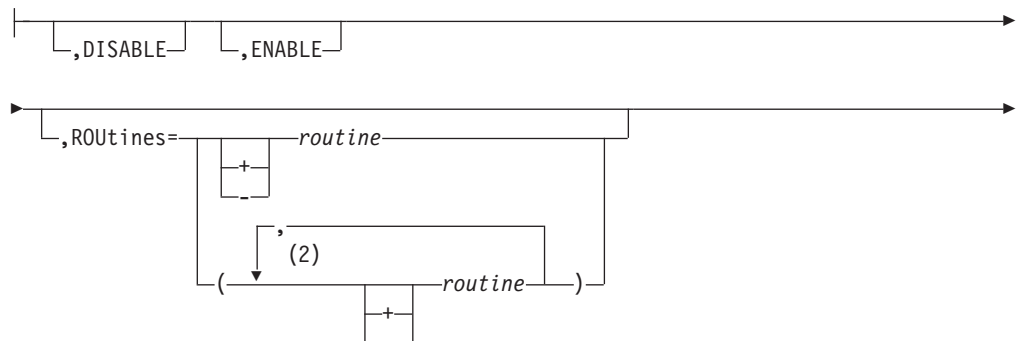 ,DISABLE ,ENABLE
,ROUtines= routine
+
-
,
(2)
( routine )
+